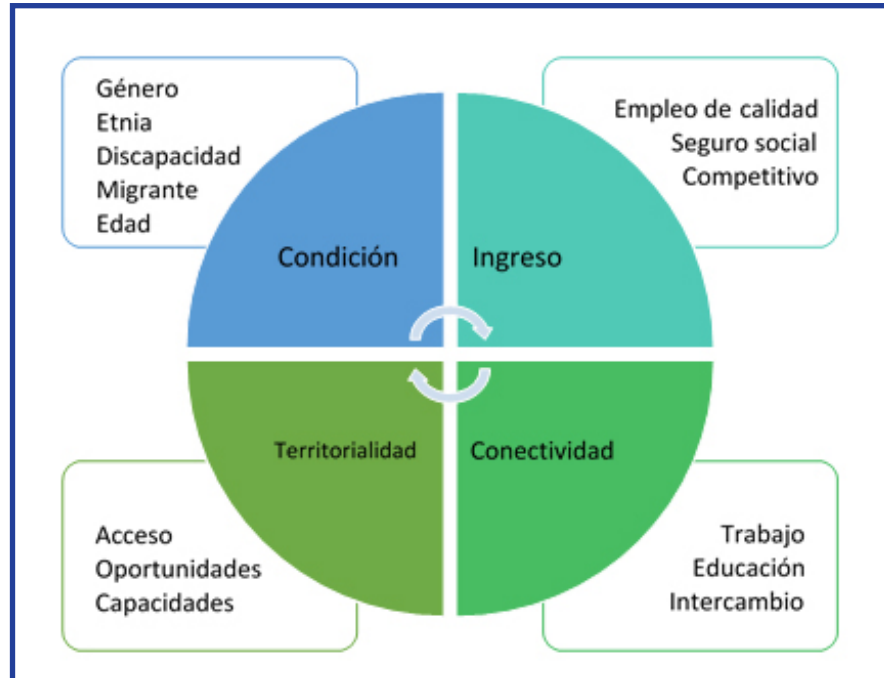 Género
Etnia
Discapacidad
Migrante
Edad
Empleo de calidad
Seguro social
Competitivo
Condición
Ingreso
Territorialidad
Conectividad
Acceso
Oportunidades
Capacidades
Trabajo
Educación
Intercambio